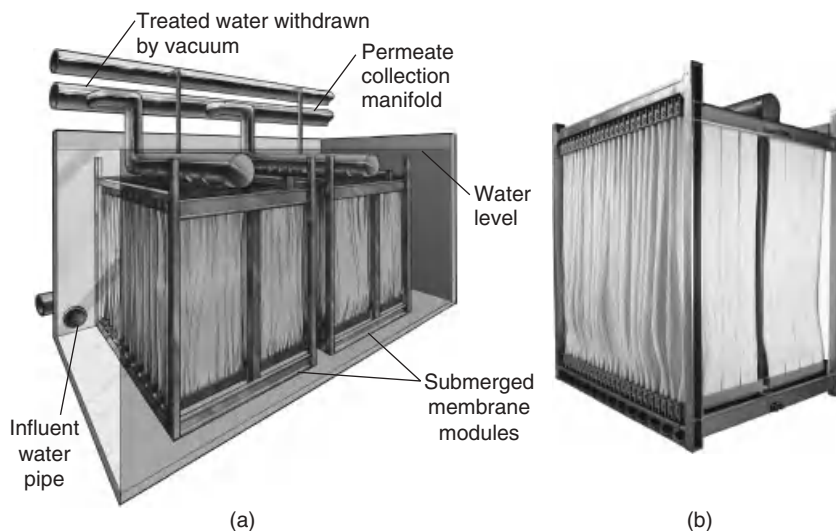 Treated water withdrawn
by vacuum
Permeate
collection
manifold
Water
level
Submerged
membrane
modules
Influent
water
pipe
(a)
(b)